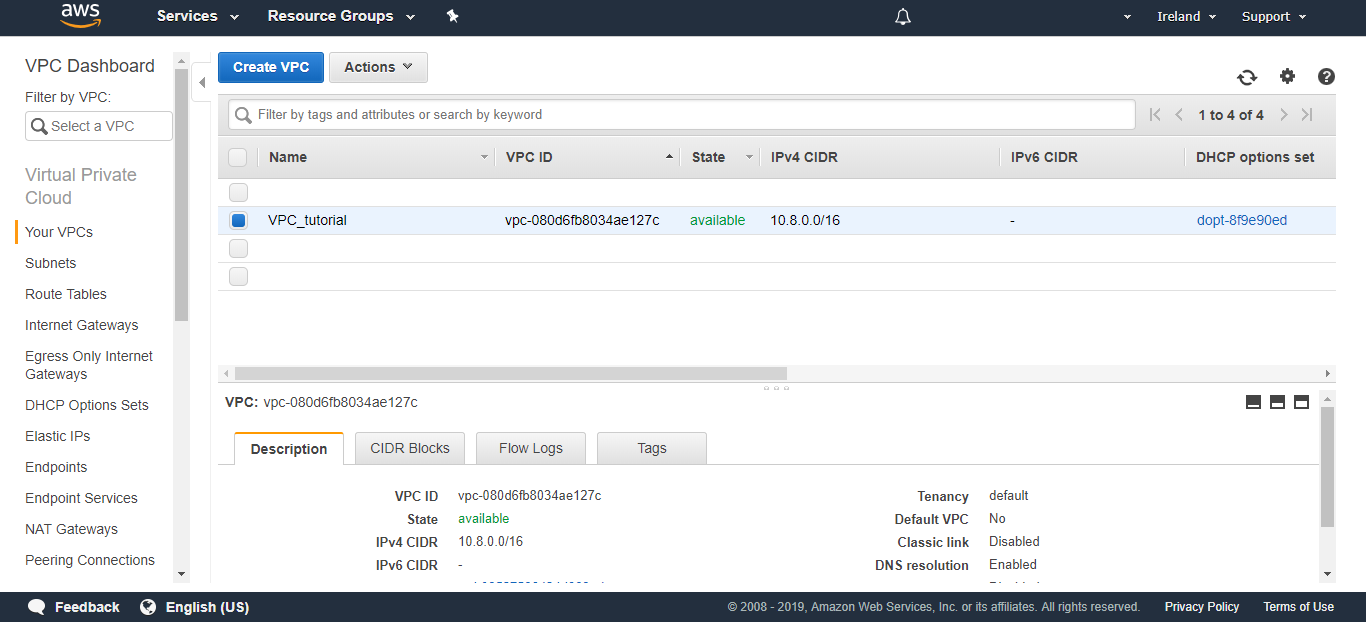 aws
Services
Resource Groups
Ireland
Support
VPC Dashboard
Filter by VPC:
Select a VPC
Virtual Private
Cloud
Your VPCs
Subnets
Route Tables
Internet Gateways
Egress Only Internet
Gateways
DHCP Options Sets
Elastic IPs
Endpoints
Endpoint Services
NAT Gateways
Peering Connections
Create VPC
Actions
Filter by tags and attributes or search by keyword
1 to 4 of 4
Name VPC ID State IPv4 CIDR IPv6 CIDR DHCP options set
VPC_tutorial vpc-080d6fb8034ae127c available 10.8.0.0/16 - dopt-8f9e90ed
VPC: vpc-080d6fb8034ae127c
Description CIDR Blocks Flow Logs Tags
VPC ID vpc-080d6fb8034ae127c
State available
IPv4 CIDR 10.8.0.0/16
IPv6 CIDR -
Tenancy default
Default VPC No
Classic link Disabled
DNS resolution Enabled
Feedback
English (US)
© 2008 - 2019, Amazon Web Services, Inc. or its affiliates. All rights reserved.
Privacy Policy
Terms of Use